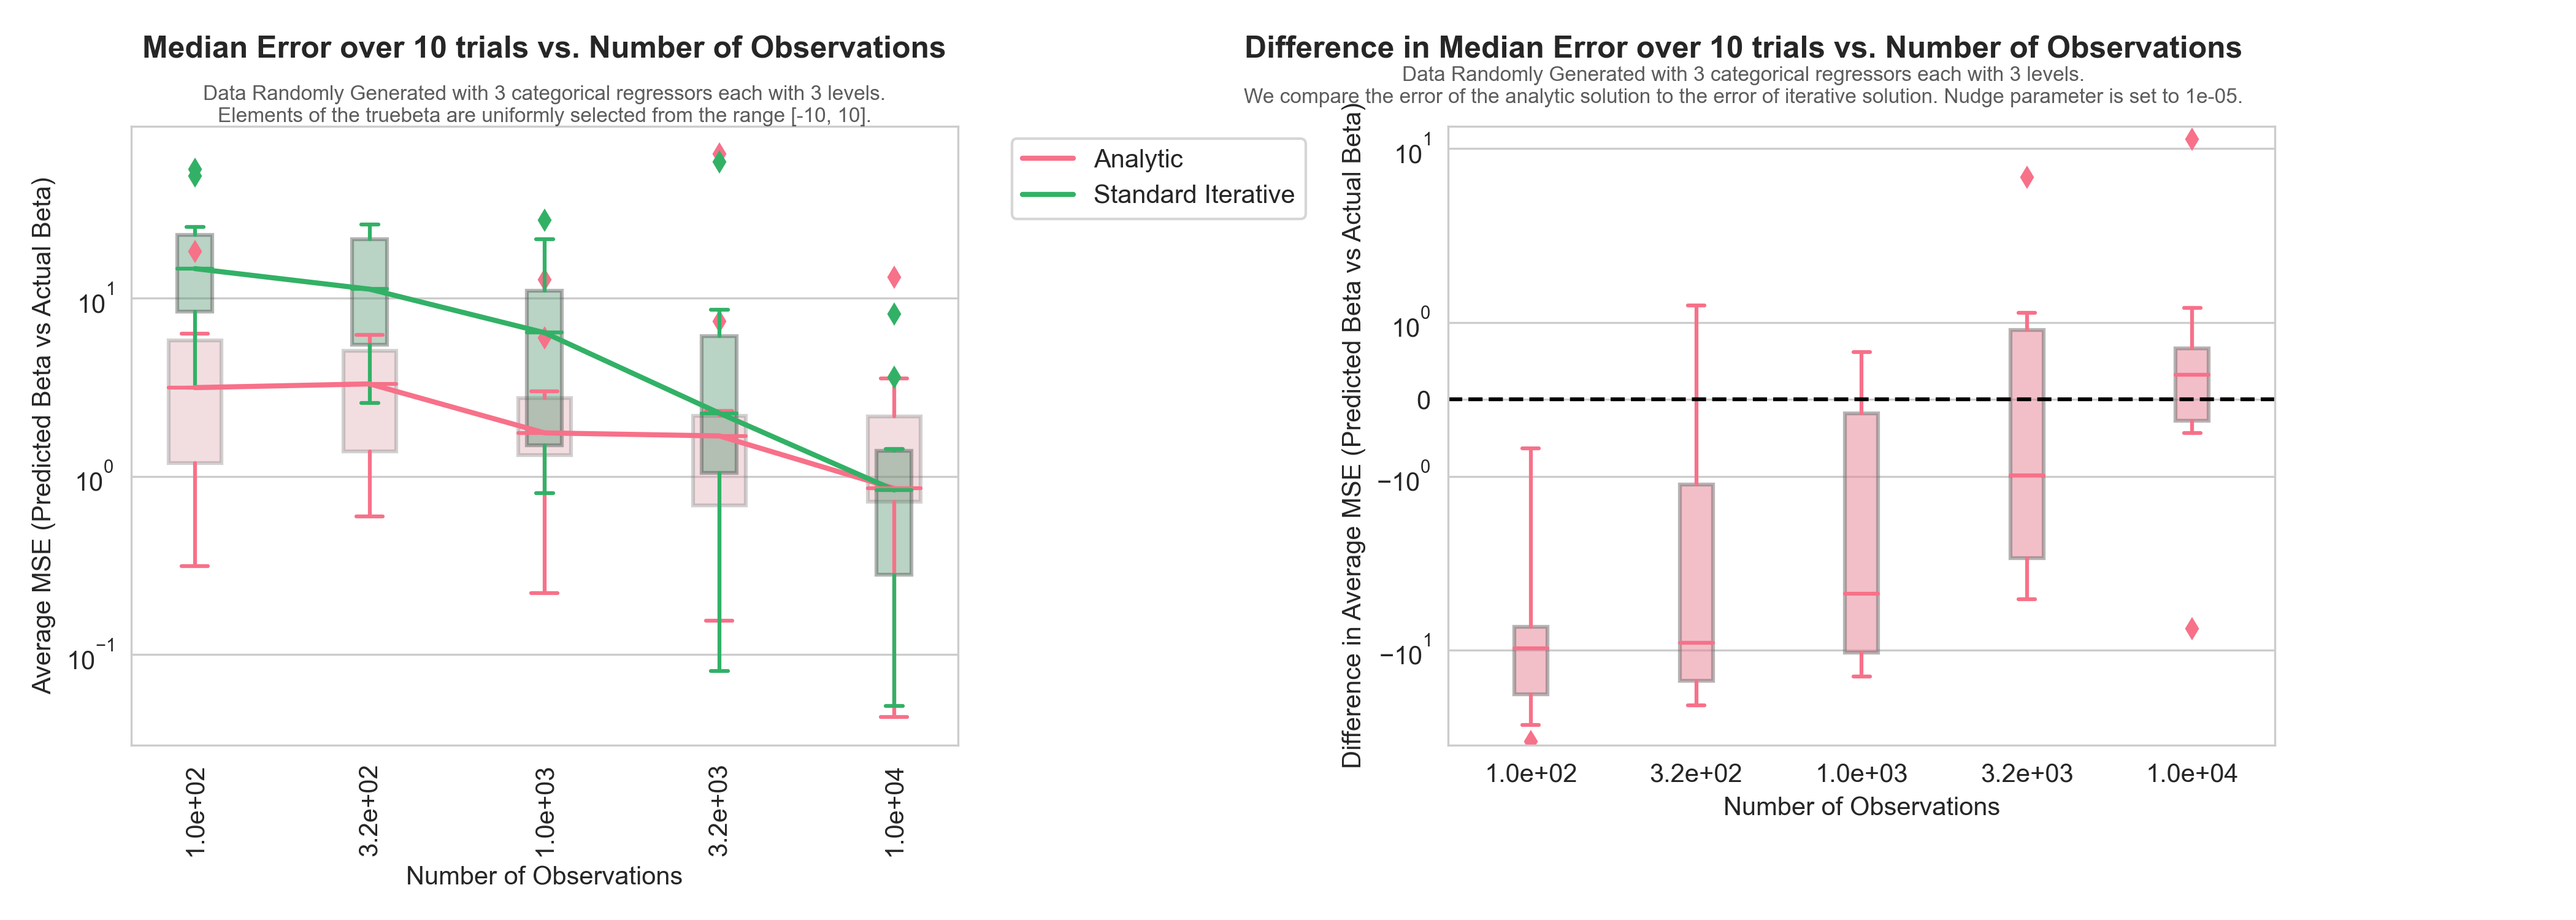 Median Error over 10 trials vs. Number of Observations
Data Randomly Generated with 3 categorical regressors each with 3 levels.
Elements of the truebeta are uniformly selected from the range [-10, 10].
Average MSE (Predicted Beta vs Actual Beta)
10^1
10^0
10^−1
1.0e+02
3.2e+02
1.0e+03
3.2e+03
1.0e+04
Number of Observations
Analytic
Standard Iterative
Difference in Median Error over 10 trials vs. Number of Observations
Data Randomly Generated with 3 categorical regressors each with 3 levels.
We compare the error of the analytic solution to the error of iterative solution. Nudge parameter is set to 1e-05.
Difference in Average MSE (Predicted Beta vs Actual Beta)
10^1
10^0
0
−10^0
−10^1
1.0e+02
3.2e+02
1.0e+03
3.2e+03
1.0e+04
Number of Observations